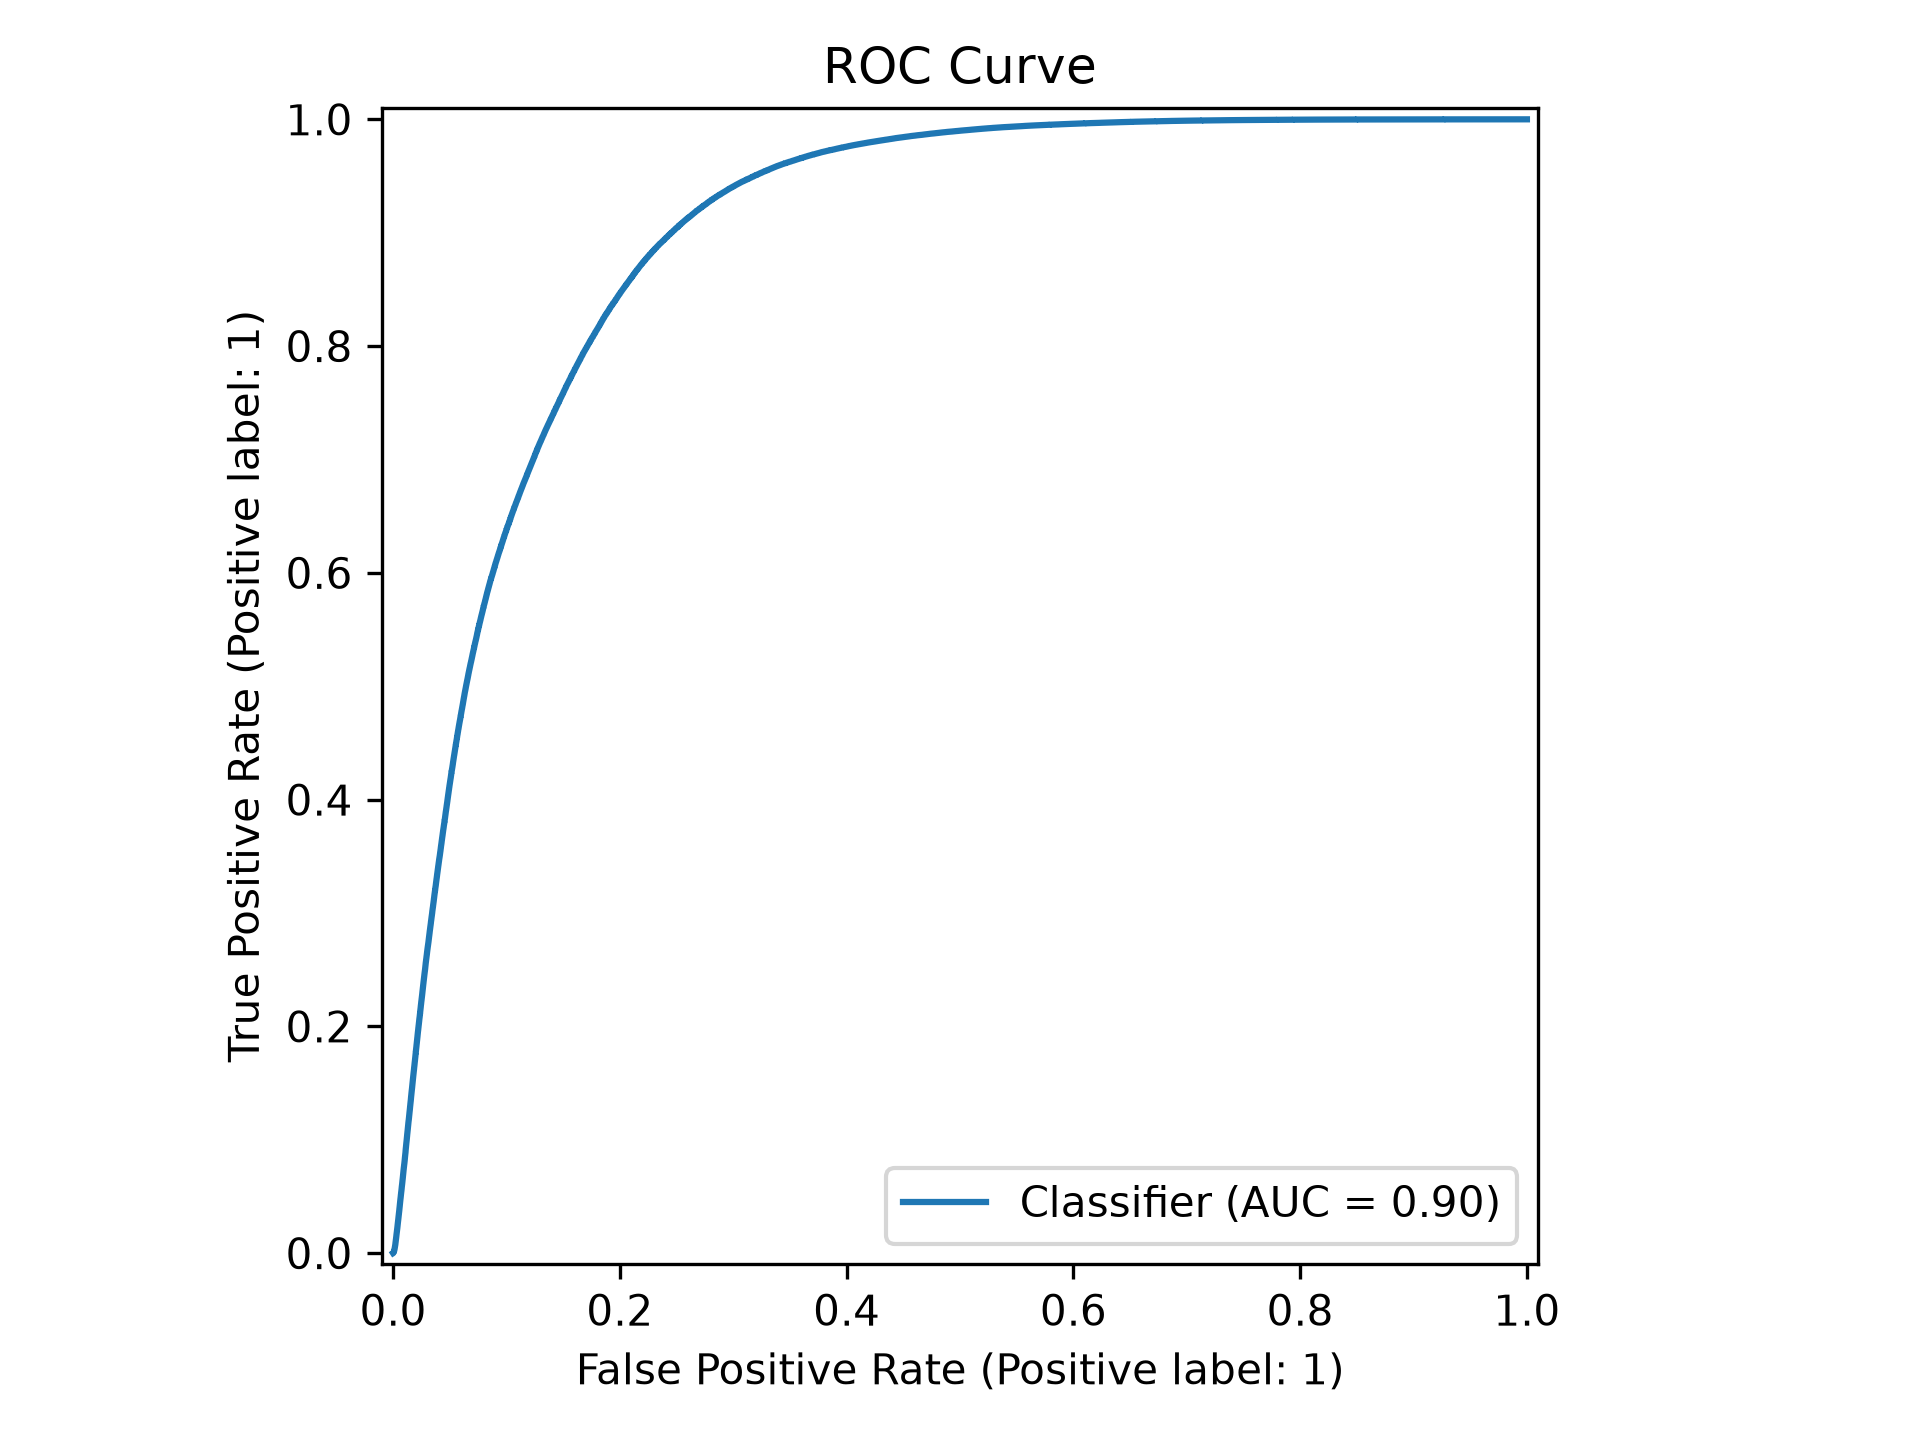 ROC Curve
True Positive Rate (Positive label: 1)
1.0
0.8
0.6
0.4
0.2
0.0
Classifier (AUC = 0.90)
0.0 0.2 0.4 0.6 0.8 1.0
False Positive Rate (Positive label: 1)